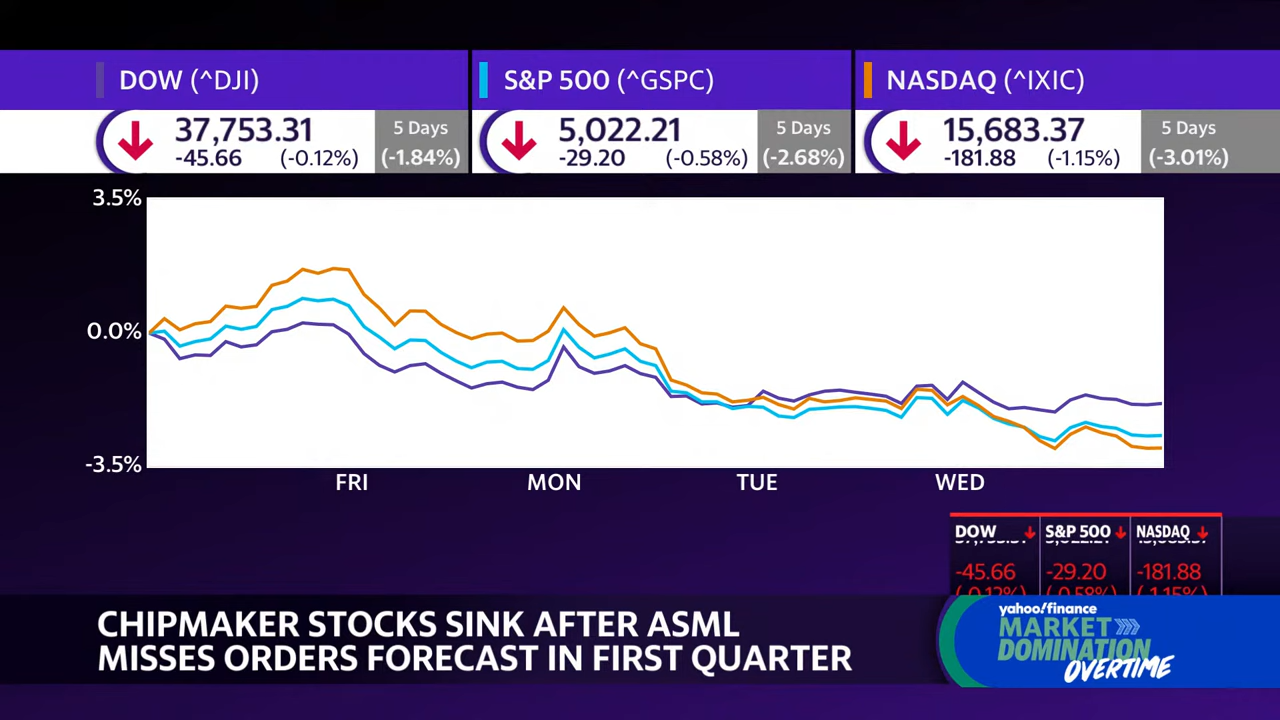 DOW (^DJI)
37,753.31
-45.66 (-0.12%)
5 Days
(-1.84%)
S&P 500 (^GSPC)
5,022.21
-29.20 (-0.58%)
5 Days
(-2.68%)
NASDAQ (^IXIC)
15,683.37
-181.88 (-1.15%)
5 Days
(-3.01%)
3.5%
0.0%
-3.5%
FRI MON TUE WED
DOW S&P 500 NASDAQ
-45.66 -29.20 -181.88
CHIPMAKER STOCKS SINK AFTER ASML
MISSES ORDERS FORECAST IN FIRST QUARTER
yahoo/finance
MARKET
DOMINATION
OVERTIME